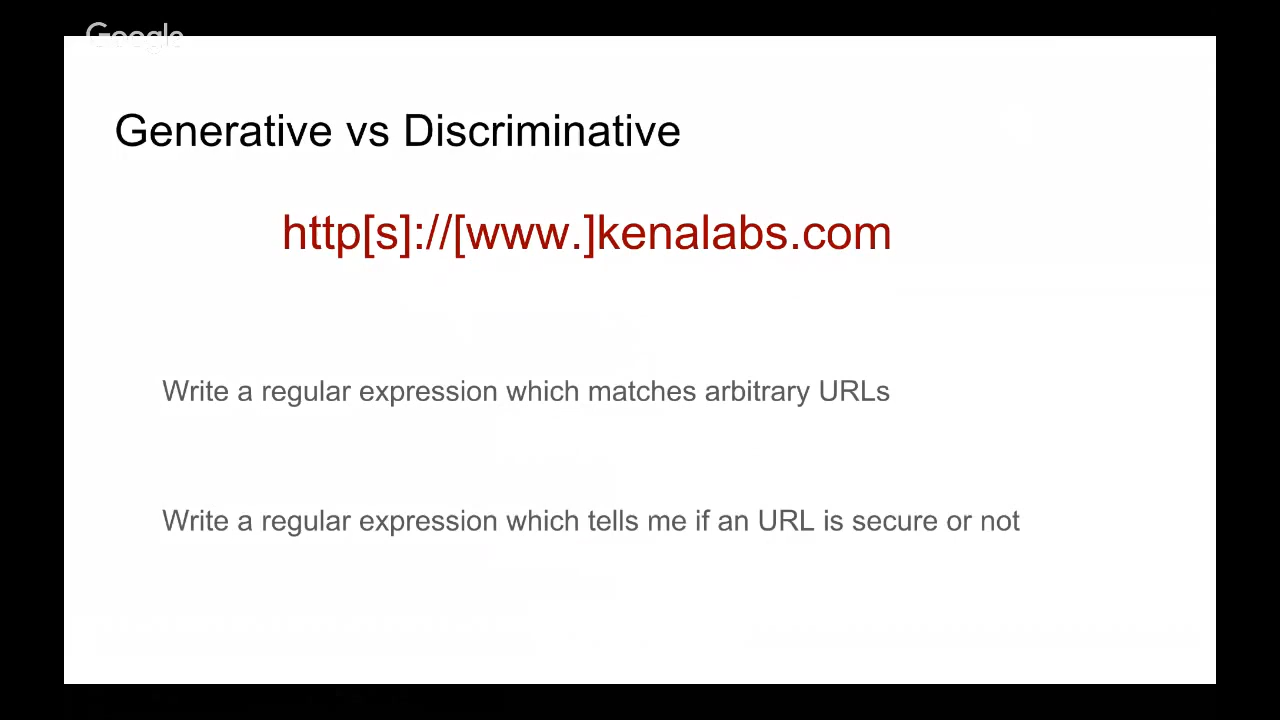 Google
Generative vs Discriminative
http[s]://[www.]kenalabs.com
Write a regular expression which matches arbitrary URLs
Write a regular expression which tells me if an URL is secure or not